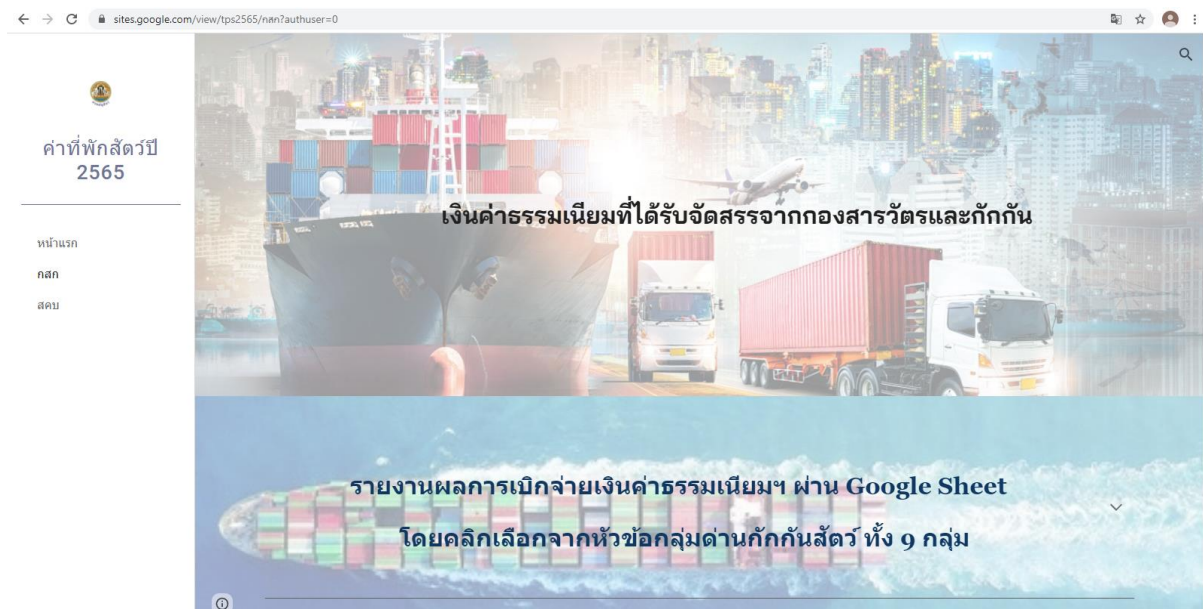 sites.google.com/view/tps2565/กสก?authuser=0
ค่าที่พักสัตว์ปี
2565
หน้าแรก
กสก
สคบ
เงินค่าธรรมเนียมที่ได้รับจัดสรรจากกองสารวัตรและกักกัน
รายงานผลการเบิกจ่ายเงินค่าธรรมเนียมฯ ผ่าน Google Sheet
โดยคลิกเลือกจากหัวข้อกลุ่มด่านกักกันสัตว์ ทั้ง 9 กลุ่ม